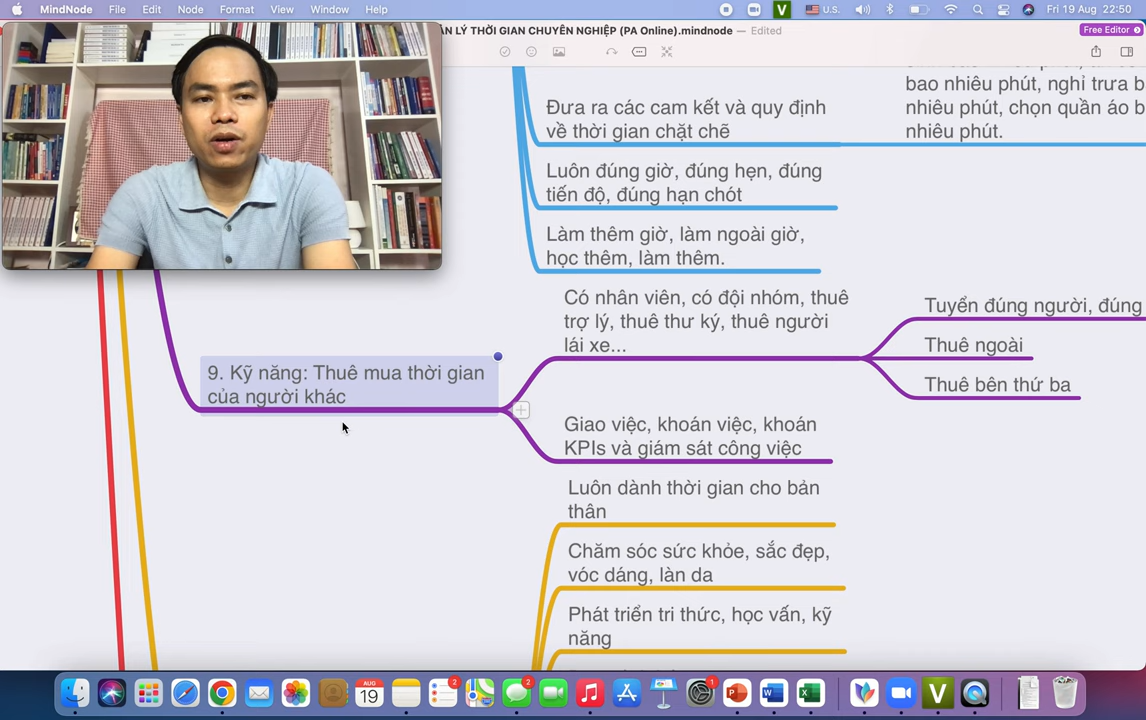 MindNode File Edit Node Format View Window Help
V U.S. Fri 19 Aug 22:50
ẢN LÝ THỜI GIAN CHUYÊN NGHIỆP (PA Online).mindnode — Edited
Free Editor
bao nhiêu phút, nghỉ trưa b
nhiêu phút, chọn quần áo b
nhiêu phút.
Đưa ra các cam kết và quy định
về thời gian chặt chẽ
Luôn đúng giờ, đúng hẹn, đúng
tiến độ, đúng hạn chót
Làm thêm giờ, làm ngoài giờ,
học thêm, làm thêm.
9. Kỹ năng: Thuê mua thời gian
của người khác
Có nhân viên, có đội nhóm, thuê
trợ lý, thuê thư ký, thuê người
lái xe...
Tuyển đúng người, đúng
Thuê ngoài
Thuê bên thứ ba
Giao việc, khoán việc, khoán
KPIs và giám sát công việc
Luôn dành thời gian cho bản
thân
Chăm sóc sức khỏe, sắc đẹp,
vóc dáng, làn da
Phát triển tri thức, học vấn, kỹ
năng
AUG
19
2
2
1